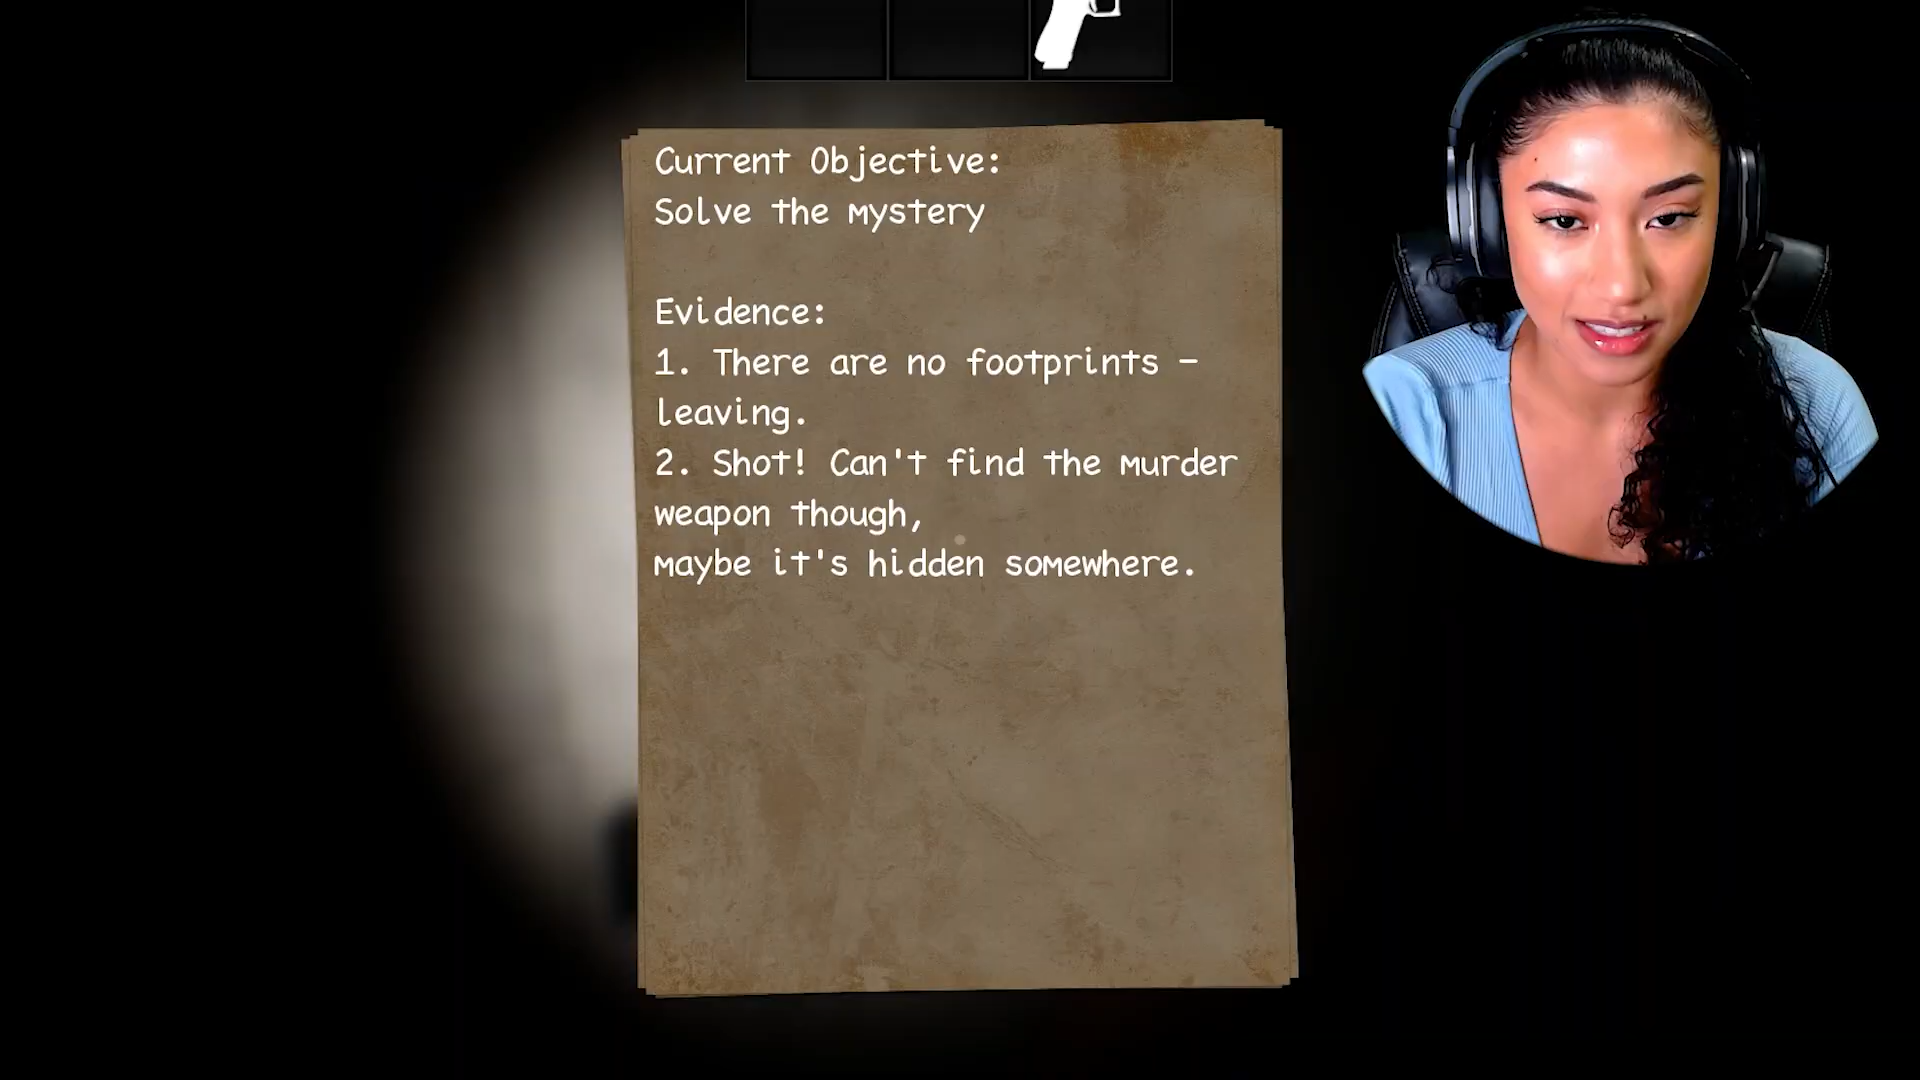 Current Objective:
Solve the mystery
Evidence:
1. There are no footprints -
leaving.
2. Shot! Can't find the murder
weapon though,
maybe it's hidden somewhere.